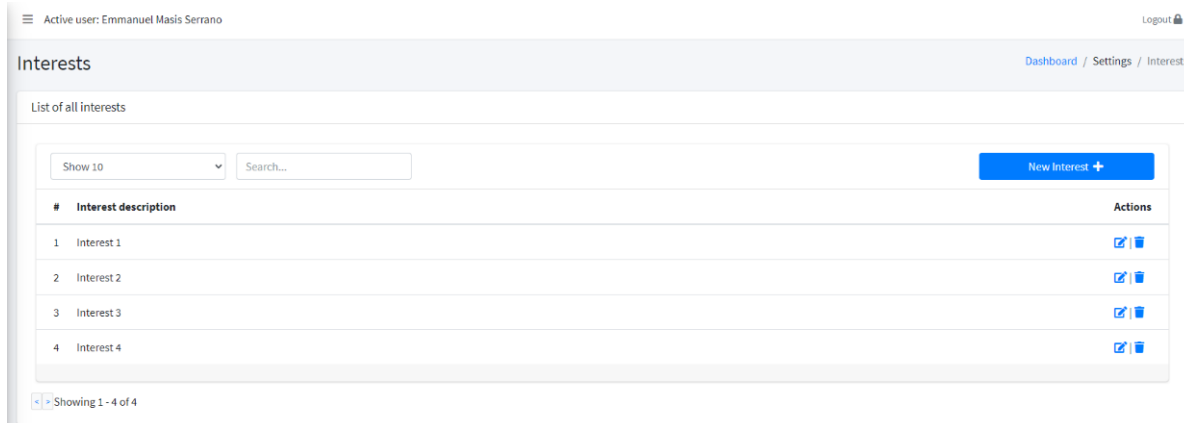 Active user: Emmanuel Masis Serrano Logout
Interests Dashboard / Settings / Interest
List of all interests
Show 10 Search... New Interest +
# Interest description Actions
1 Interest 1 |
2 Interest 2 |
3 Interest 3 |
4 Interest 4 |
< > Showing 1 - 4 of 4